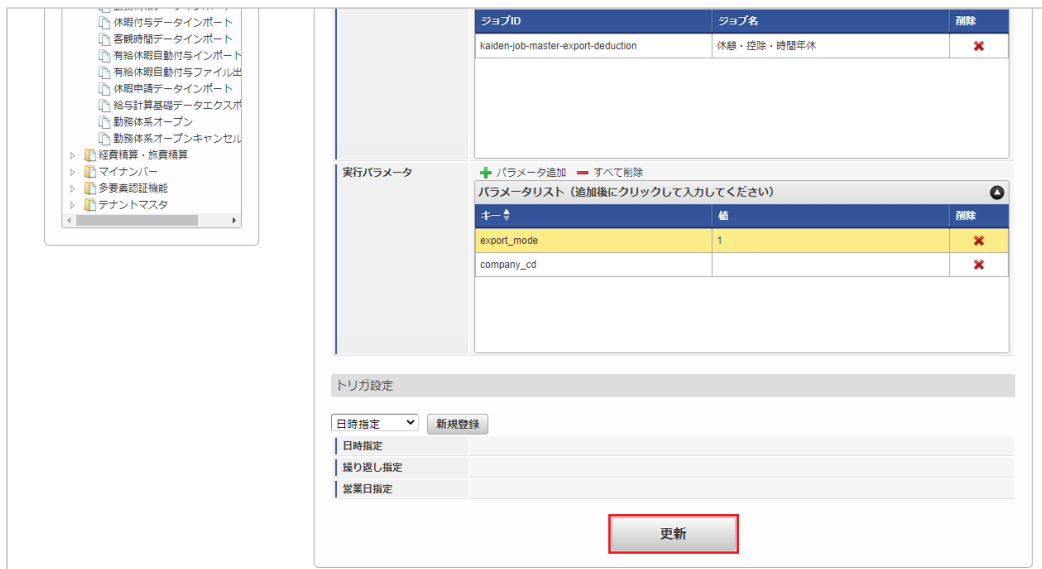 休暇付与データインポート
客観時間データインポート
有給休暇自動付与インポート
有給休暇自動付与ファイル出
休暇申請データインポート
給与計算基礎データエクスポ
勤務体系オープン
勤務体系オープンキャンセル
経費精算・旅費精算
マイナンバー
多要素認証機能
テナントマスタ
ジョブID ジョブ名 削除
kaiden-job-master-export-deduction 休憩・控除・時間年休
実行パラメータ
パラメータ追加 すべて削除
パラメータリスト（追加後にクリックして入力してください）
キー 値 削除
export_mode 1
company_cd
トリガ設定
日時指定 新規登録
日時指定
繰り返し指定
営業日指定
更新